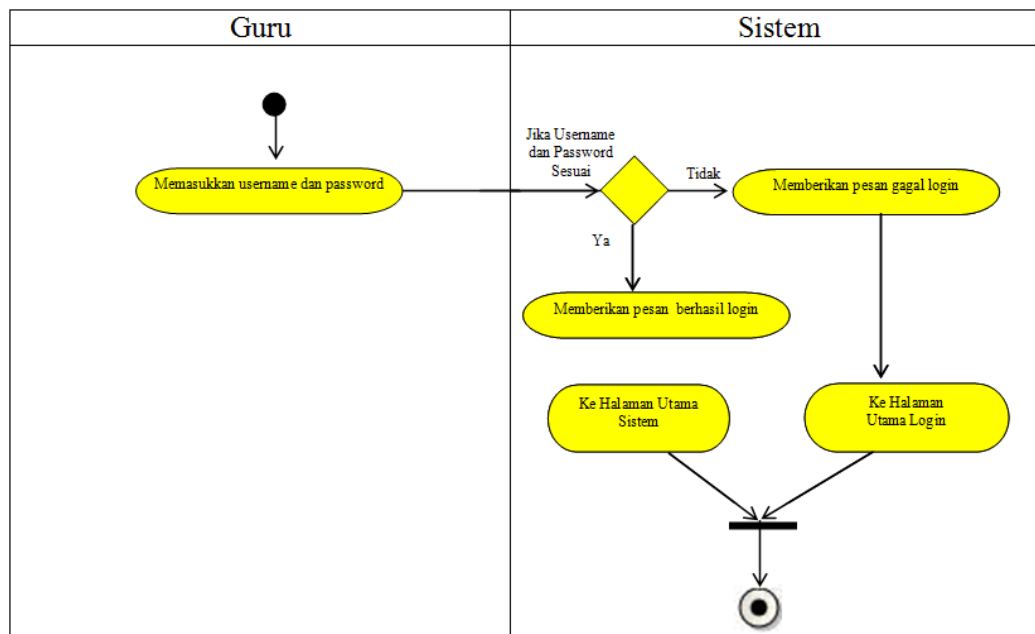 Guru
Sistem
Jika Username
dan Password
Sesuai
Memasukkan username dan password
Tidak
Memberikan pesan gagal login
Ya
Memberikan pesan berhasil login
Ke Halaman Utama
Sistem
Ke Halaman
Utama Login